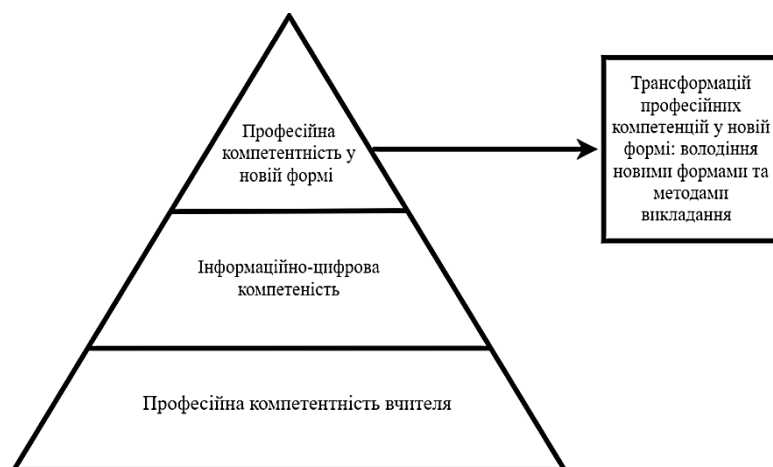 Професійна
компетентність у
новій формі
Трансформацій
професійних
компетенцій у новій
формі: володіння
новими формами та
методами
викладання
Інформаційно-цифрова
компетеність
Професійна компетентність вчителя